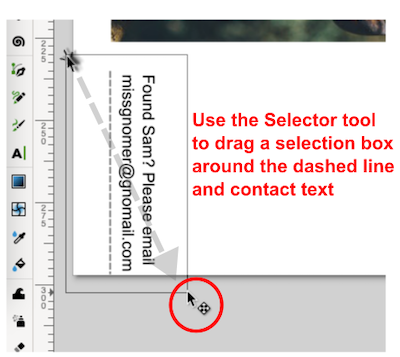 225
250
275
300
A
Found Sam? Please email
missgnomer@gnomail.com
Use the Selector tool
to drag a selection box
around the dashed line
and contact text